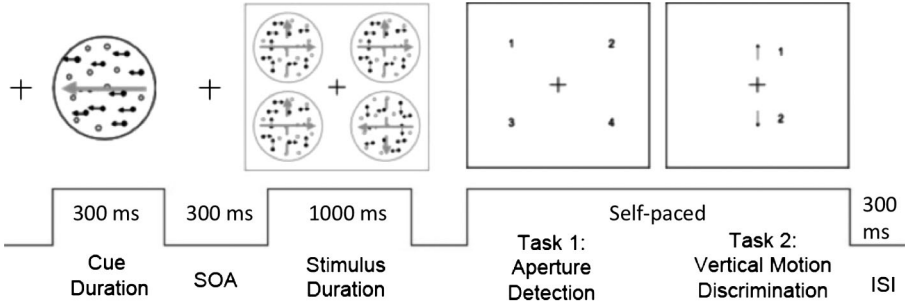 1 2
3 4
1
2
300 ms
300 ms
1000 ms
Self-paced
300
ms
Cue
Duration
SOA
Stimulus
Duration
Task 1:
Aperture
Detection
Task 2:
Vertical Motion
Discrimination
ISI